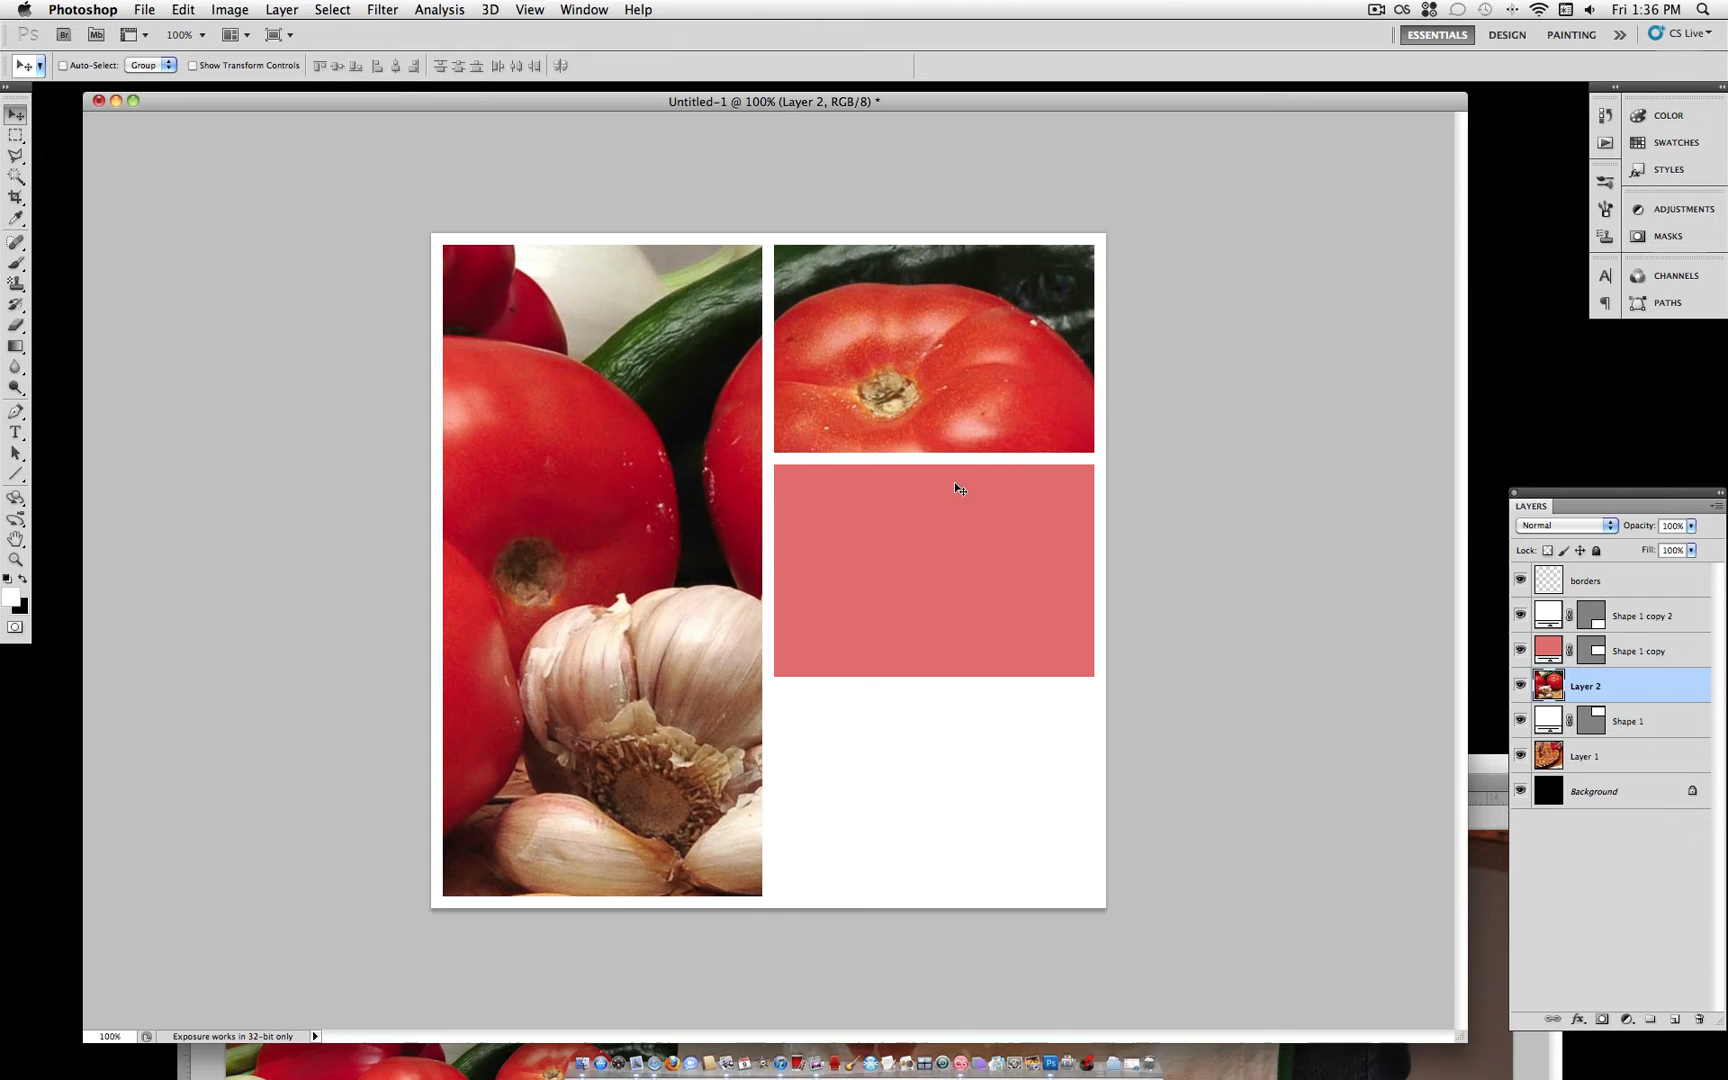 Photoshop File Edit Image Layer Select Filter Analysis 3D View Window Help Fri 1:36 PM
Ps Br Mb 100% ESSENTIALS DESIGN PAINTING CS Live
Auto-Select: Group Show Transform Controls
Untitled-1 @ 100% (Layer 2, RGB/8) *
COLOR
SWATCHES
STYLES
ADJUSTMENTS
MASKS
CHANNELS
PATHS
LAYERS
Normal Opacity: 100%
Lock: Fill: 100%
borders
Shape 1 copy 2
Shape 1 copy
Layer 2
Shape 1
Layer 1
Background
100% Exposure works in 32-bit only